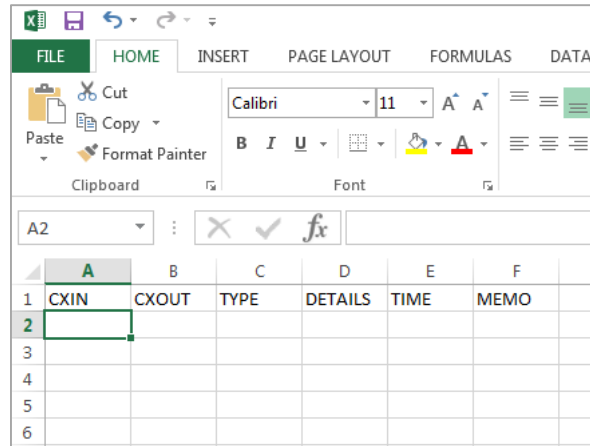 FILE HOME INSERT PAGE LAYOUT FORMULAS DATA
Cut
Copy
Paste
Format Painter
Clipboard
Calibri 11 A A
B I U A
Font
A2 fx
A B C D E F
1 CXIN CXOUT TYPE DETAILS TIME MEMO
2
3
4
5
6